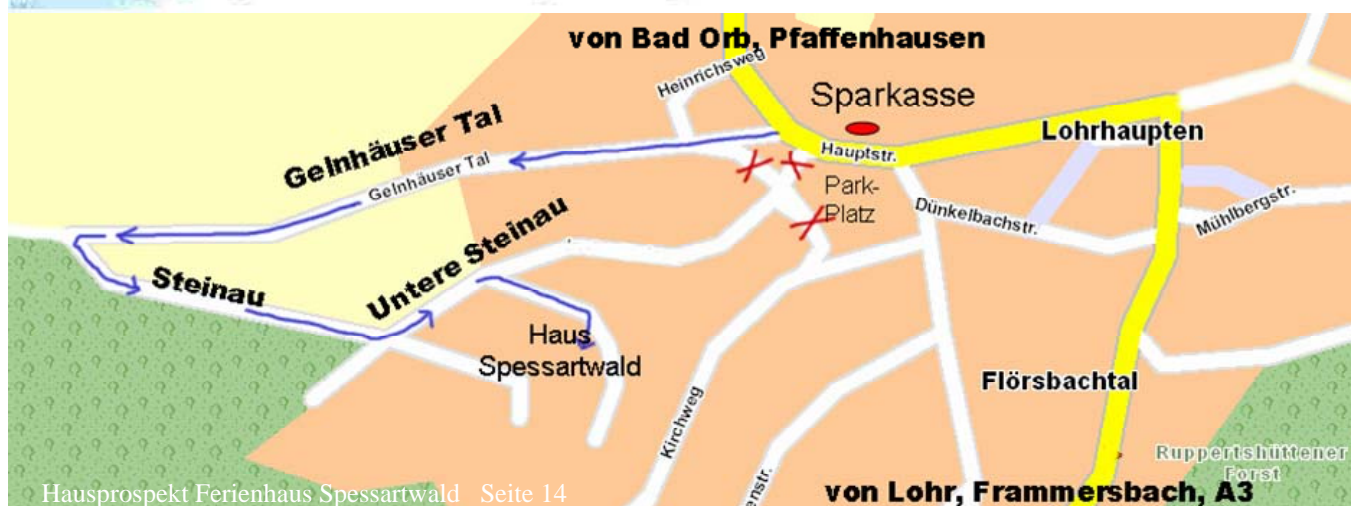 von Bad Orb, Pfaffenhausen
Heinrichsweg
Sparkasse
Lohrhaupten
Gelnhäuser Tal
Gelnhäuser Tal
Hauptstr.
Park-
Platz
Dünkelbachstr.
Mühlbergstr.
Untere Steinau
Steinau
Haus
Spessartwald
Flörsbachtal
Kirchweg
Ruppertshüttener
Forst
enstr.
Hausprospekt Ferienhaus Spessartwald Seite 14
von Lohr, Frammersbach, A3